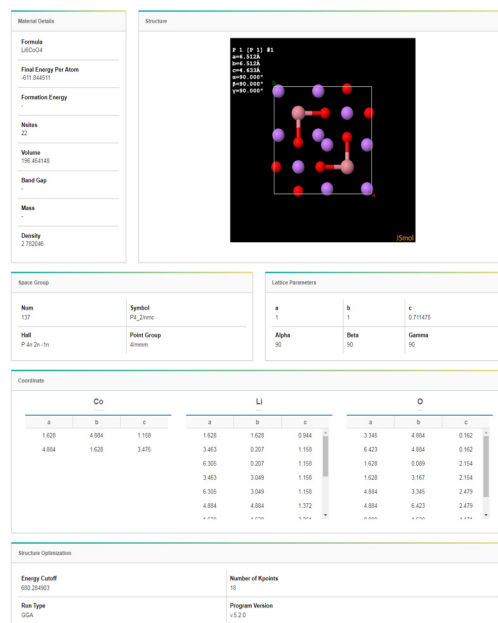 Material Details
Structure
Formula
Li6CoO4
Final Energy Per Atom
-611.844511
Formation Energy
-
Nsites
22
Volume
196.464148
Band Gap
-
Mass
-
Density
2.782046
P 1 [P 1] #1
a=6.512Å
b=6.512Å
c=4.633Å
α=90.000°
β=90.000°
γ=90.000°
JSmol
Space Group
Num
137
Symbol
P4_2/nmc
Hall
P 4n 2n -1n
Point Group
4/mmm
Lattice Parameters
a b c
1 1 0.711475
Alpha Beta Gamma
90 90 90
Coordinate
Co
a b c
1.628 4.884 1.158
4.884 1.628 3.475
Li
a b c
1.628 1.628 0.944
3.463 0.207 1.158
6.305 0.207 1.158
3.463 3.049 1.158
6.305 3.049 1.158
4.884 4.884 1.372
O
a b c
3.345 4.884 0.162
6.423 4.884 0.162
1.628 0.089 2.154
1.628 3.167 2.154
4.884 3.345 2.479
4.884 6.423 2.479
Structure Optimization
Energy Cutoff
680.284903
Number of Kpoints
18
Run Type
GGA
Program Version
v.5.2.0